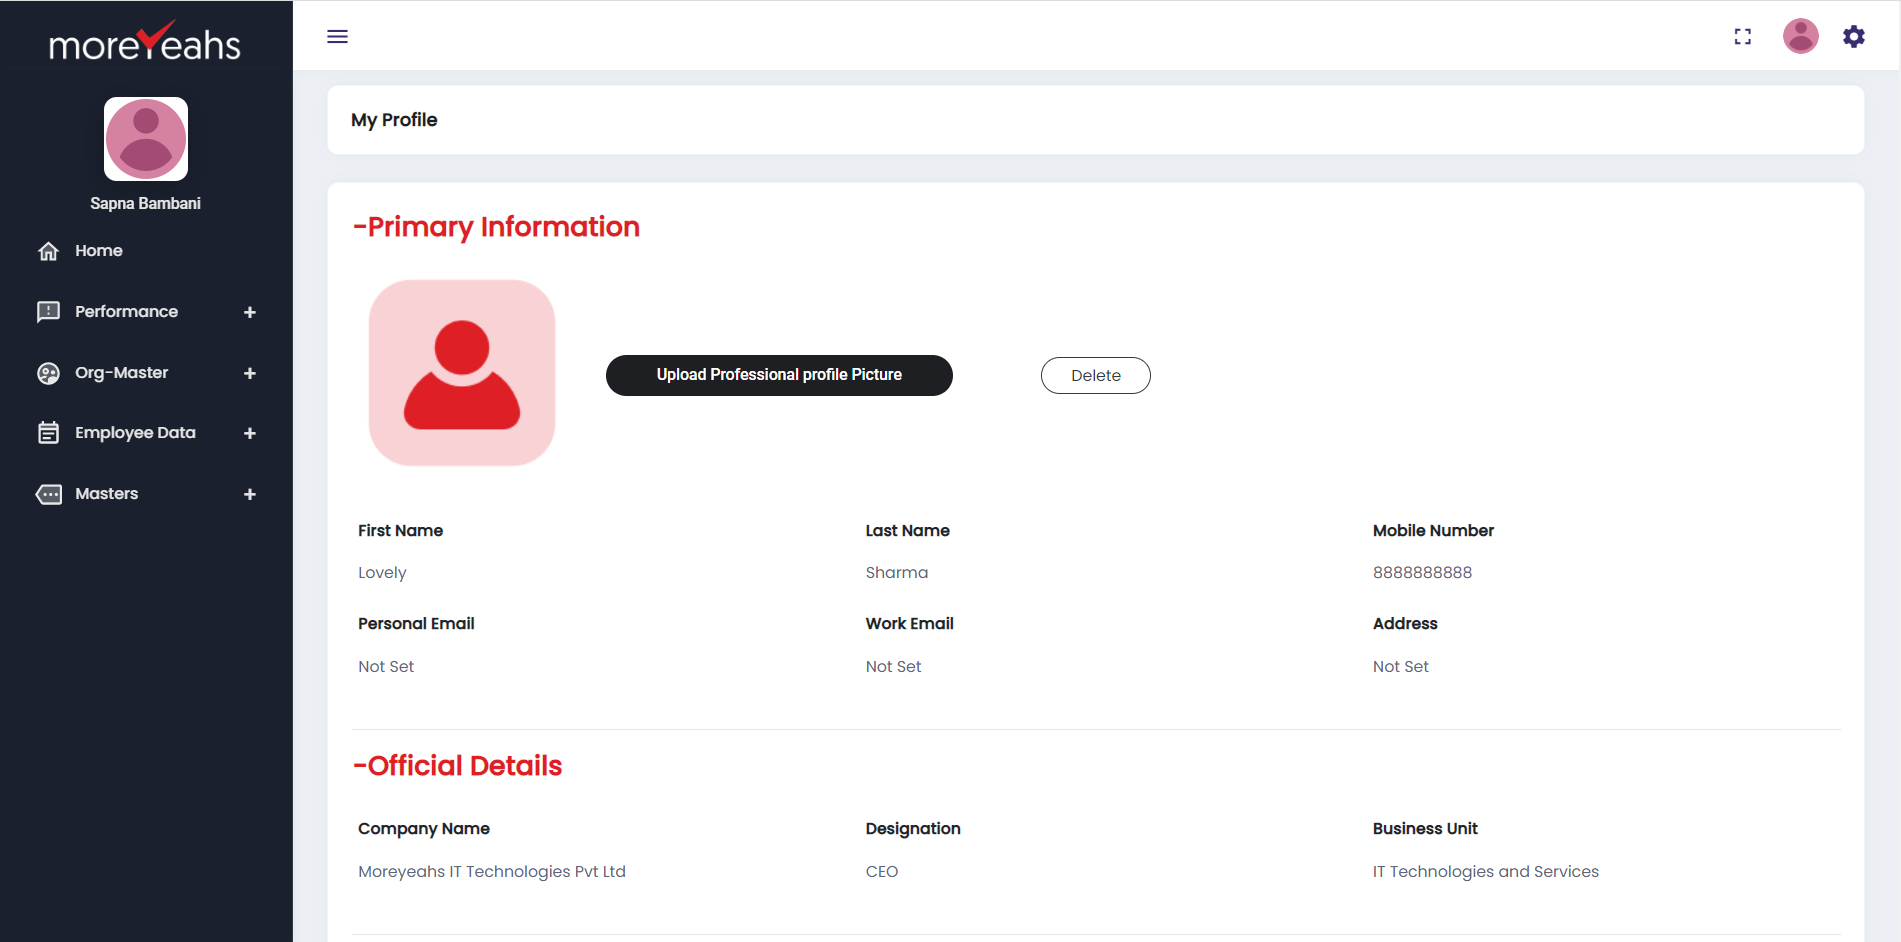 moreYeahs
Sapna Bambani
Home
Performance +
Org-Master +
Employee Data +
Masters +
My Profile
-Primary Information
Upload Professional profile Picture
Delete
First Name Last Name Mobile Number
Lovely Sharma 8888888888
Personal Email Work Email Address
Not Set Not Set Not Set
-Official Details
Company Name Designation Business Unit
Moreyeahs IT Technologies Pvt Ltd CEO IT Technologies and Services